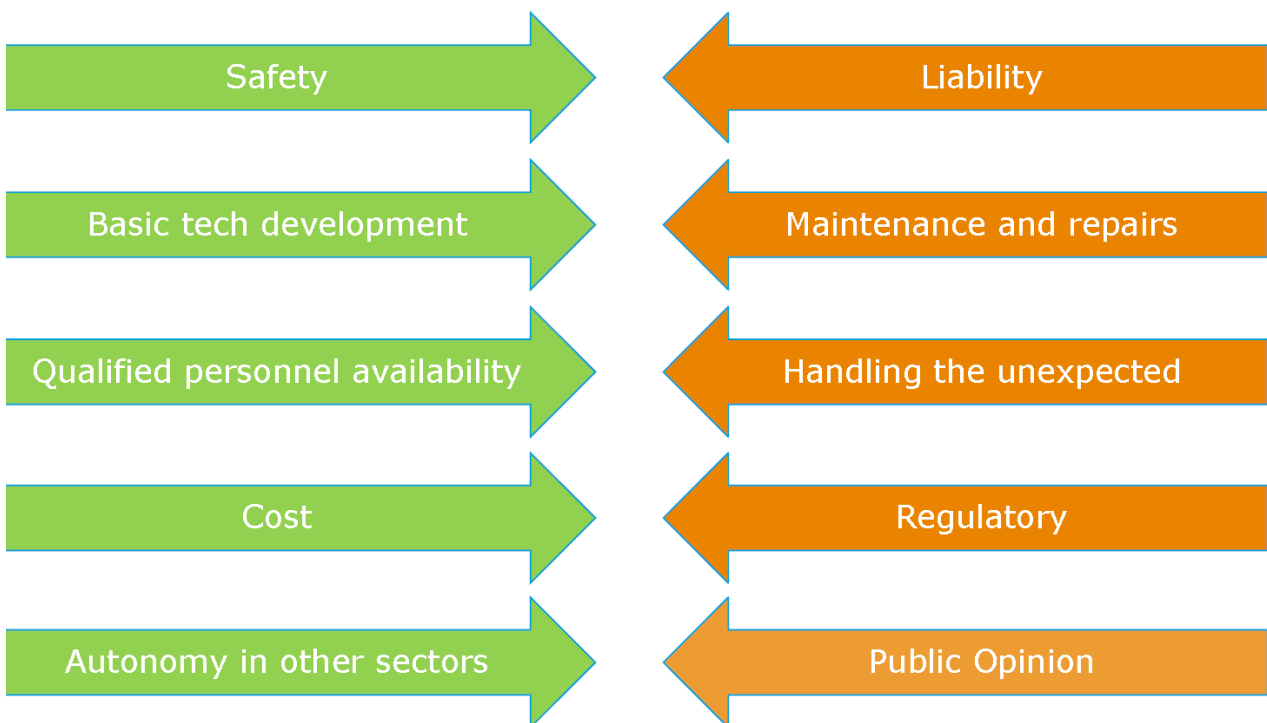 Safety
Liability
Basic tech development
Maintenance and repairs
Qualified personnel availability
Handling the unexpected
Cost
Regulatory
Autonomy in other sectors
Public Opinion